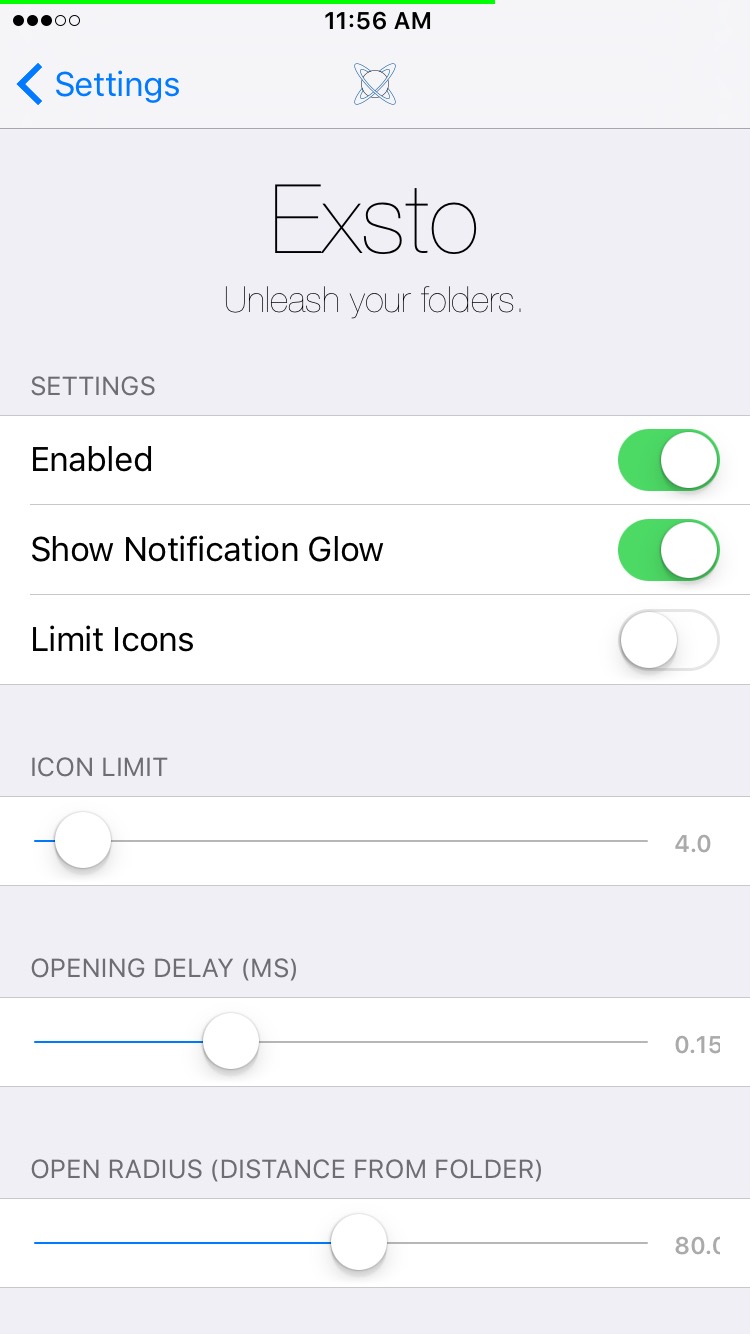 11:56 AM
Settings
Exsto
Unleash your folders.
SETTINGS
Enabled
Show Notification Glow
Limit Icons
ICON LIMIT
4.0
OPENING DELAY (MS)
0.15
OPEN RADIUS (DISTANCE FROM FOLDER)
80.0